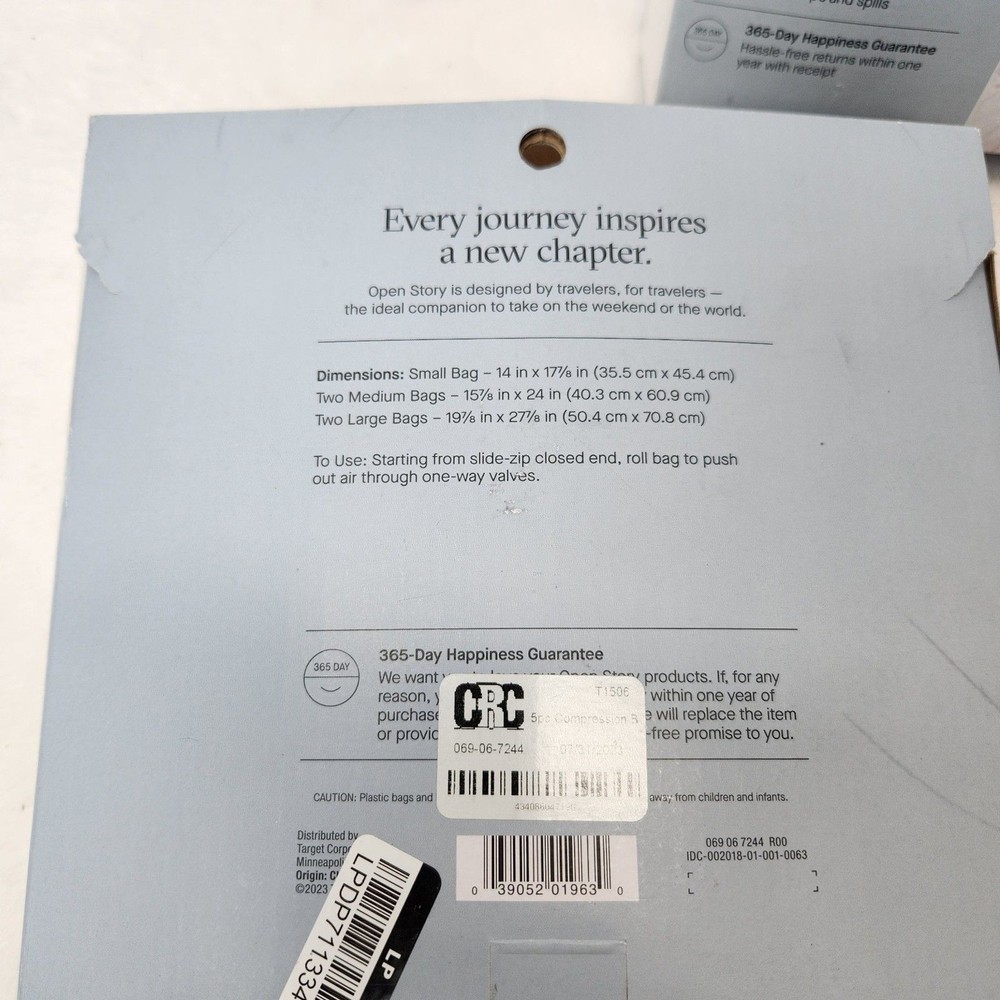 spills
365 DAY
365-Day Happiness Guarantee
Hassle-free returns within one
year with receipt
Every journey inspires
a new chapter.
Open Story is designed by travelers, for travelers —
the ideal companion to take on the weekend or the world.
Dimensions: Small Bag – 14 in x 17⅞ in (35.5 cm x 45.4 cm)
Two Medium Bags – 15⅞ in x 24 in (40.3 cm x 60.9 cm)
Two Large Bags – 19⅞ in x 27⅞ in (50.4 cm x 70.8 cm)
To Use: Starting from slide-zip closed end, roll bag to push
out air through one-way valves.
365 DAY
365-Day Happiness Guarantee
We want Open Story products. If, for any
reason, within one year of
purchase will replace the item
or -free promise to you.
CRC
T1506
5pc Compression B
069-06-7244 07/31/2023
CAUTION: Plastic bags and away from children and infants.
Distributed by
Target
Origin:
©2023
0 39052 01963 0
069 06 7244 R00
IDC-002018-01-001-0063
LPDP711334
LP